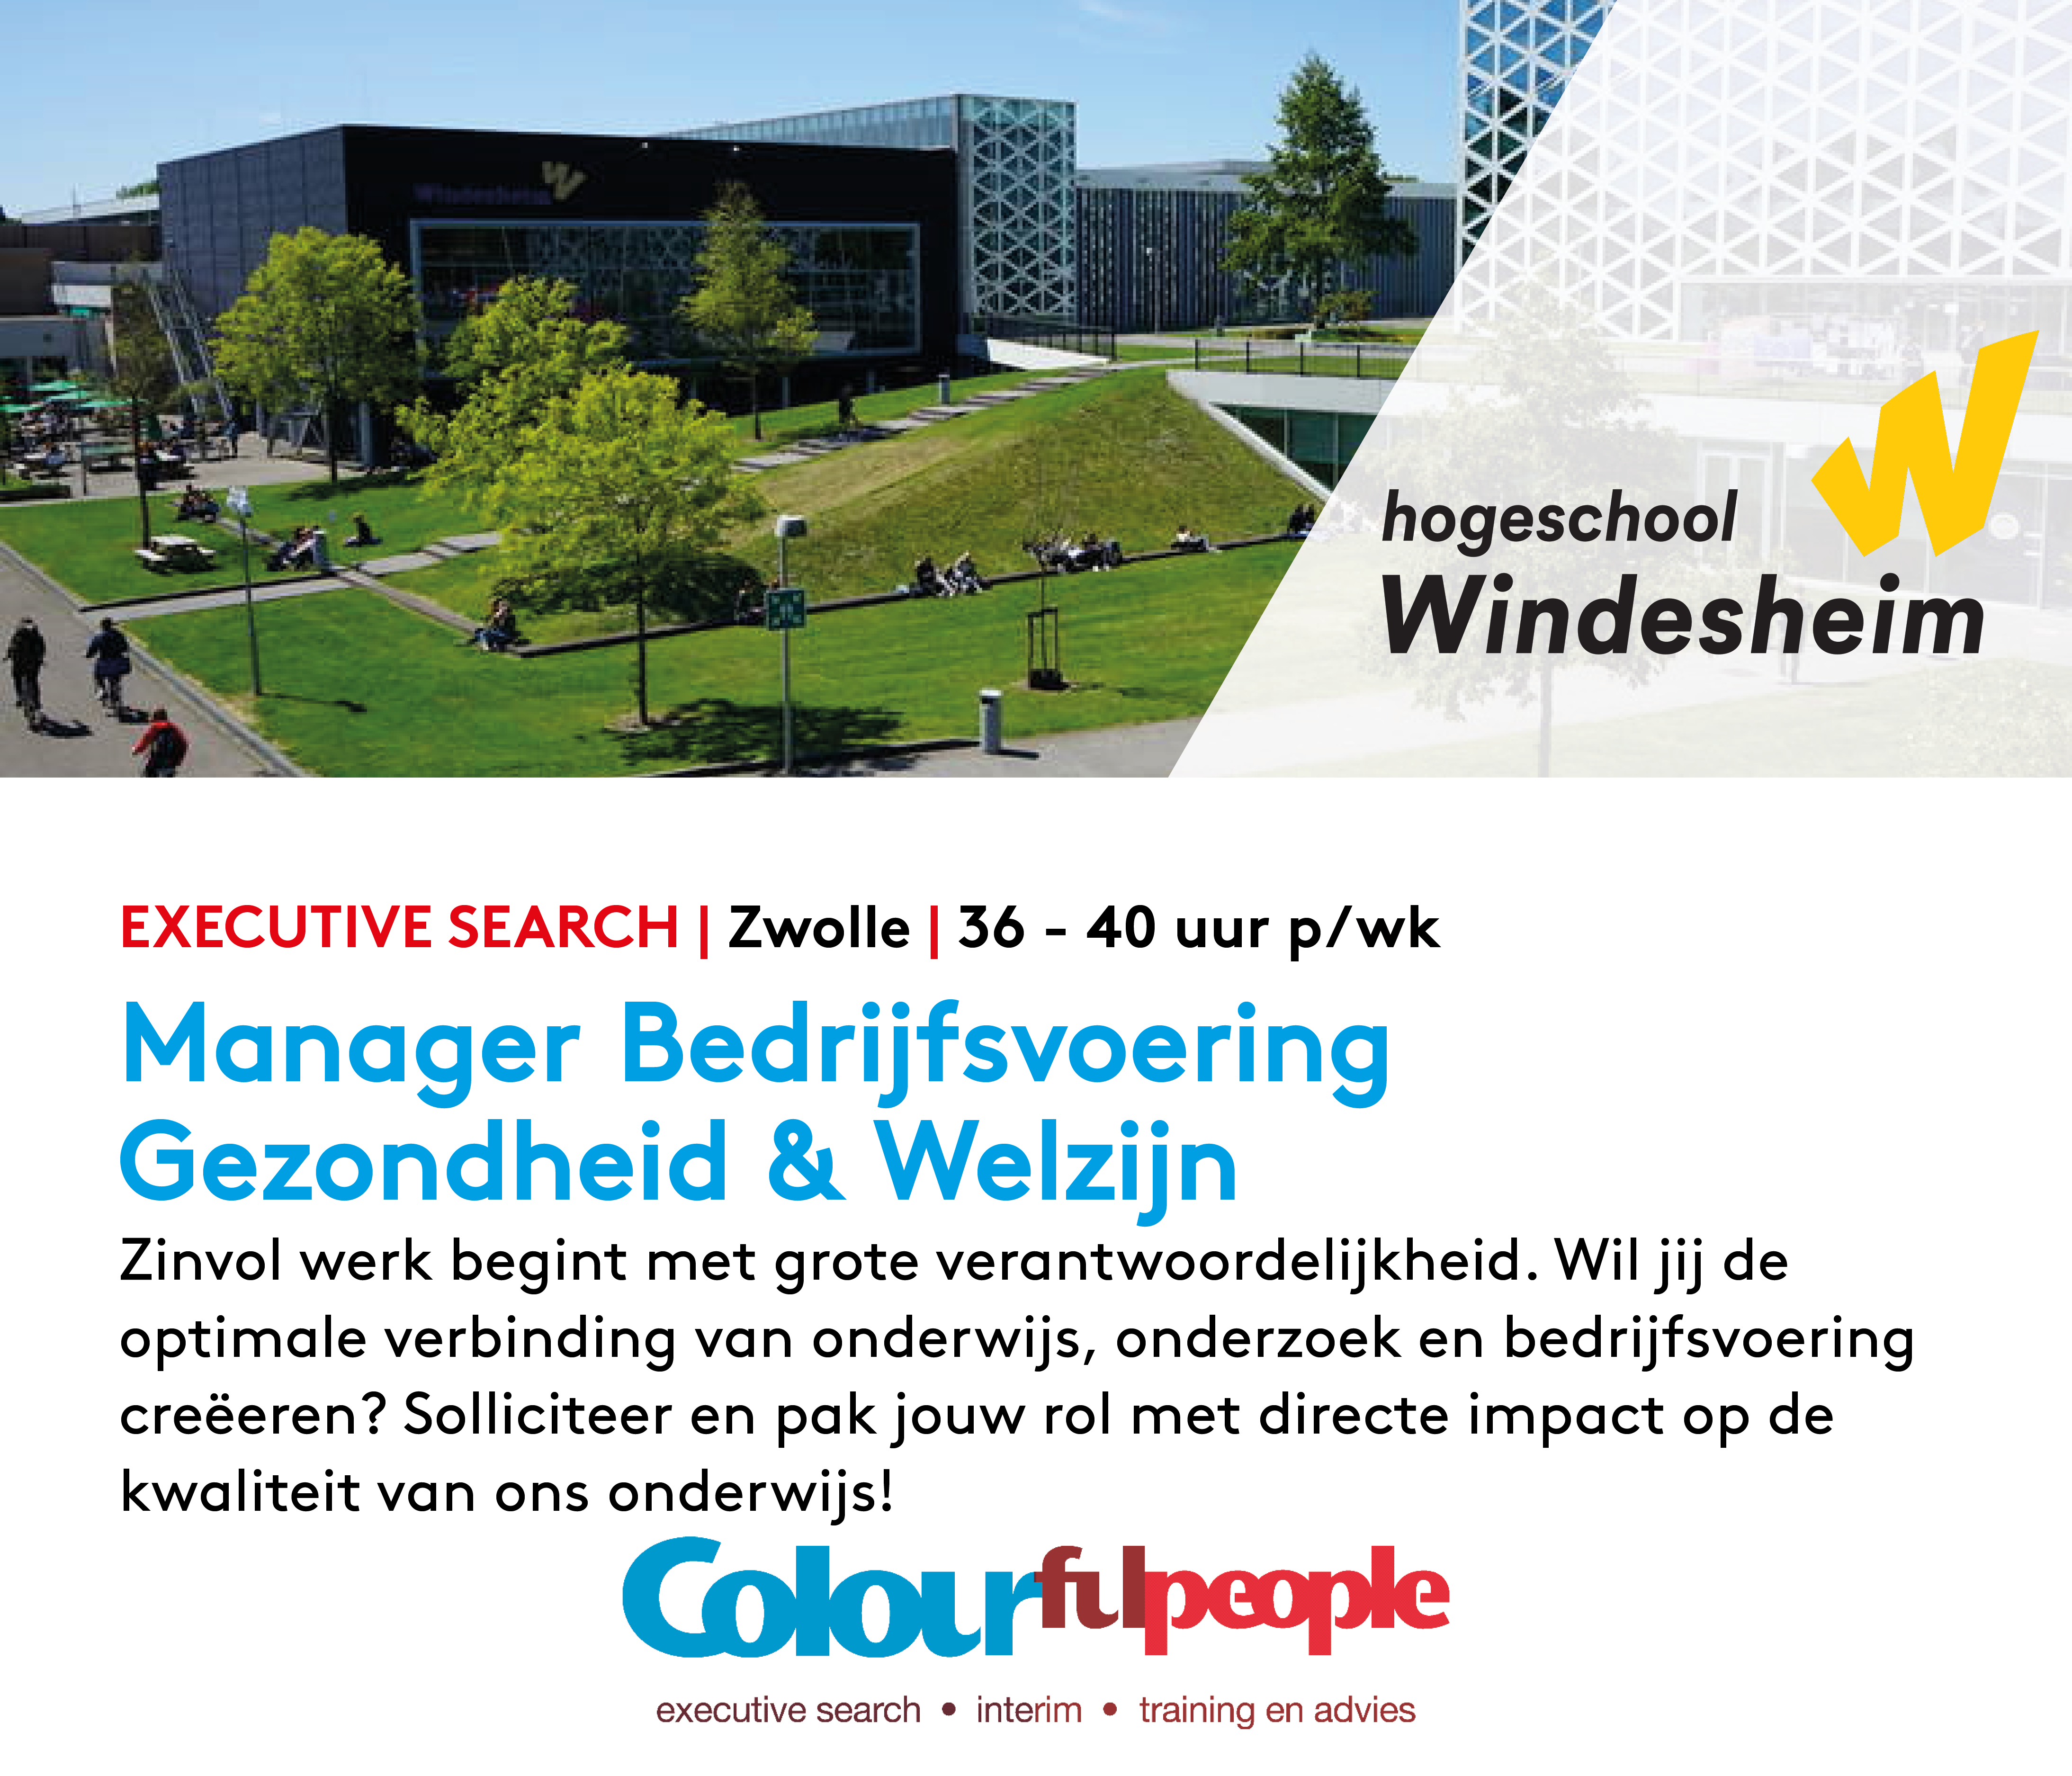 Windesheim
hogeschool
Windesheim
EXECUTIVE SEARCH | Zwolle | 36 - 40 uur p/wk
Manager Bedrijfsvoering
Gezondheid & Welzijn
Zinvol werk begint met grote verantwoordelijkheid. Wil jij de
optimale verbinding van onderwijs, onderzoek en bedrijfsvoering
creëeren? Solliciteer en pak jouw rol met directe impact op de
kwaliteit van ons onderwijs!
Colourfulpeople
executive search • interim • training en advies